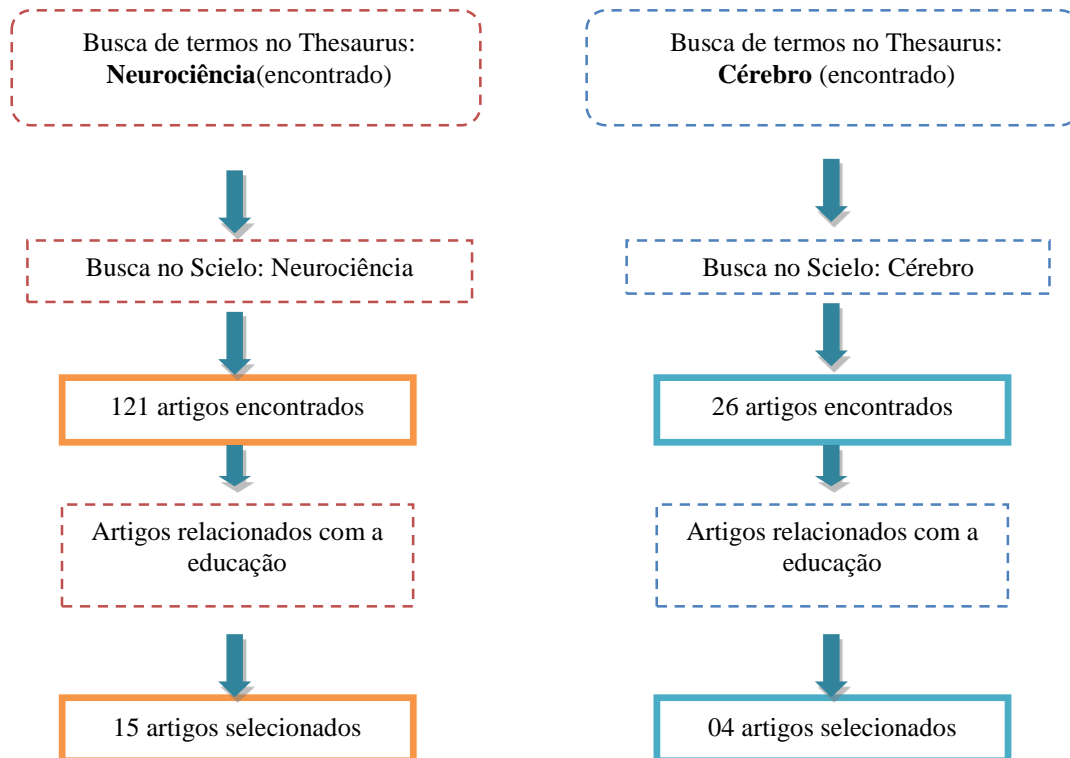 Busca de termos no Thesaurus:
Neurociência(encontrado)
Busca no Scielo: Neurociência
121 artigos encontrados
Artigos relacionados com a
educação
15 artigos selecionados
Busca de termos no Thesaurus:
Cérebro (encontrado)
Busca no Scielo: Cérebro
26 artigos encontrados
Artigos relacionados com a
educação
04 artigos selecionados